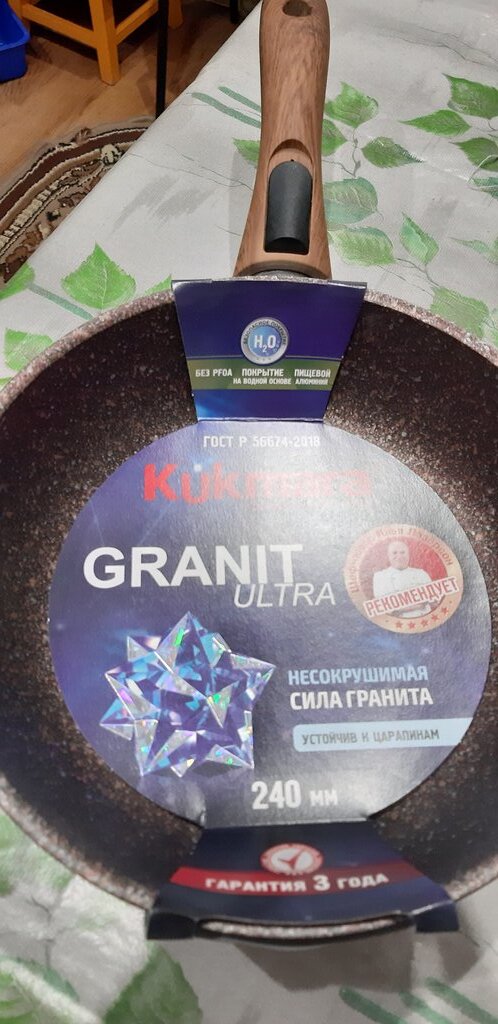 H₂O
БЕЗ PFOA ПОКРЫТИЕ ПИЩЕВОЙ
НА ВОДНОЙ ОСНОВЕ АЛЮМИНИЙ
ГОСТ Р 56674-2018
Kukmara
GRANIT
ULTRA
РЕКОМЕНДУЕТ
НЕСОКРУШИМАЯ
СИЛА ГРАНИТА
УСТОЙЧИВ К ЦАРАПИНАМ
240 мм
ГАРАНТИЯ 3 ГОДА